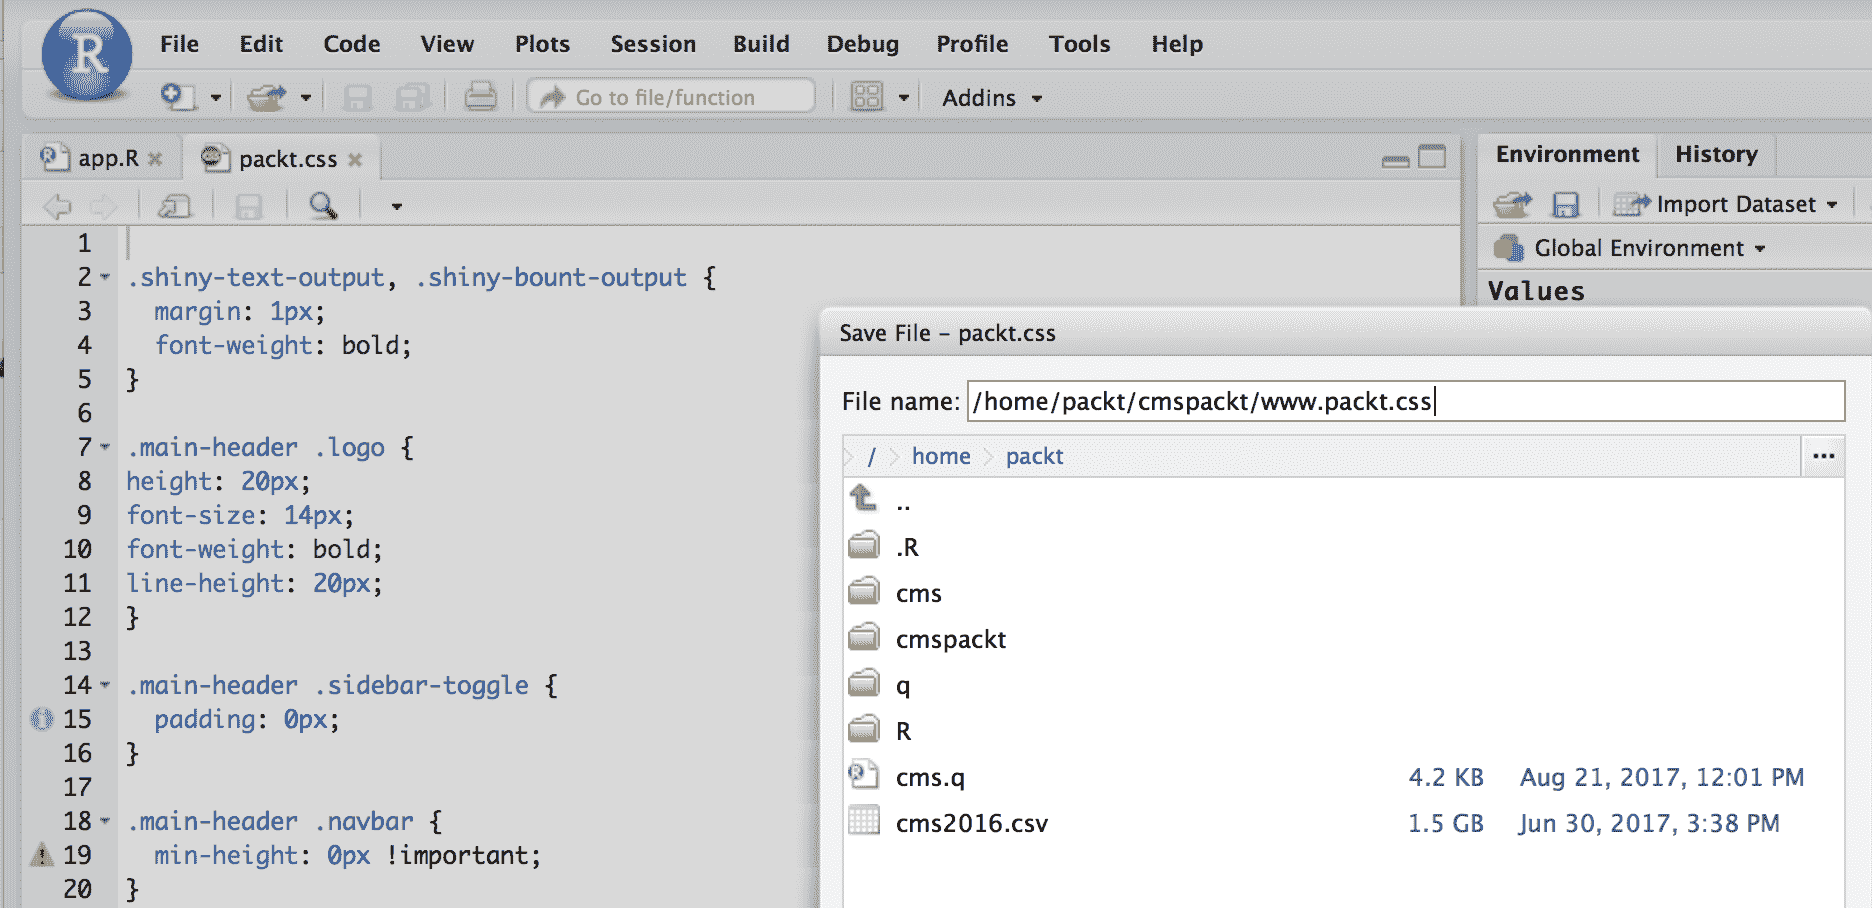 R
File Edit Code View Plots Session Build Debug Profile Tools Help
Go to file/function
Addins
app.R
packt.css
1
2 .shiny-text-output, .shiny-bount-output {
3 margin: 1px;
4 font-weight: bold;
5 }
6
7 .main-header .logo {
8 height: 20px;
9 font-size: 14px;
10 font-weight: bold;
11 line-height: 20px;
12 }
13
14 .main-header .sidebar-toggle {
15 padding: 0px;
16 }
17
18 .main-header .navbar {
19 min-height: 0px !important;
20 }
Environment History
Import Dataset
Global Environment
Values
Save File – packt.css
File name: /home/packt/cmspackt/www.packt.css
/ home packt ...
..
.R
cms
cmspackt
q
R
cms.q 4.2 KB Aug 21, 2017, 12:01 PM
cms2016.csv 1.5 GB Jun 30, 2017, 3:38 PM